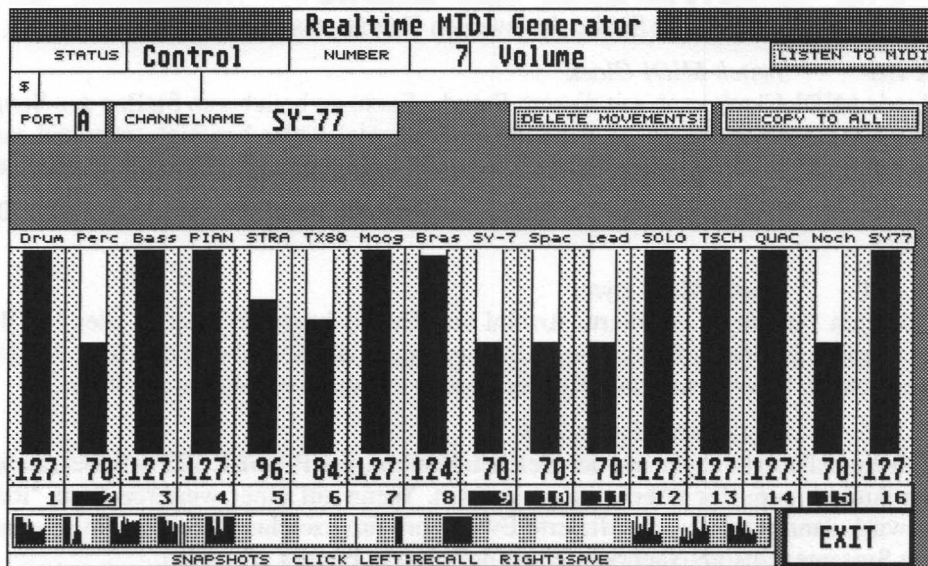 Realtime MIDI Generator
STATUS Control NUMBER 7 Volume LISTEN TO MIDI
$
PORT A CHANNELNAME SY-77 DELETE MOVEMENTS COPY TO ALL
Drum Perc Bass PIAN STRA TX80 Moog Bras SY-7 Spac Lead SOLO TSCH QUAC Noch SY77
127 70 127 127 96 84 127 124 70 70 70 127 127 127 70 127
1 2 3 4 5 6 7 8 9 10 11 12 13 14 15 16
EXIT
SNAPSHOTS CLICK LEFT:RECALL RIGHT:SAVE